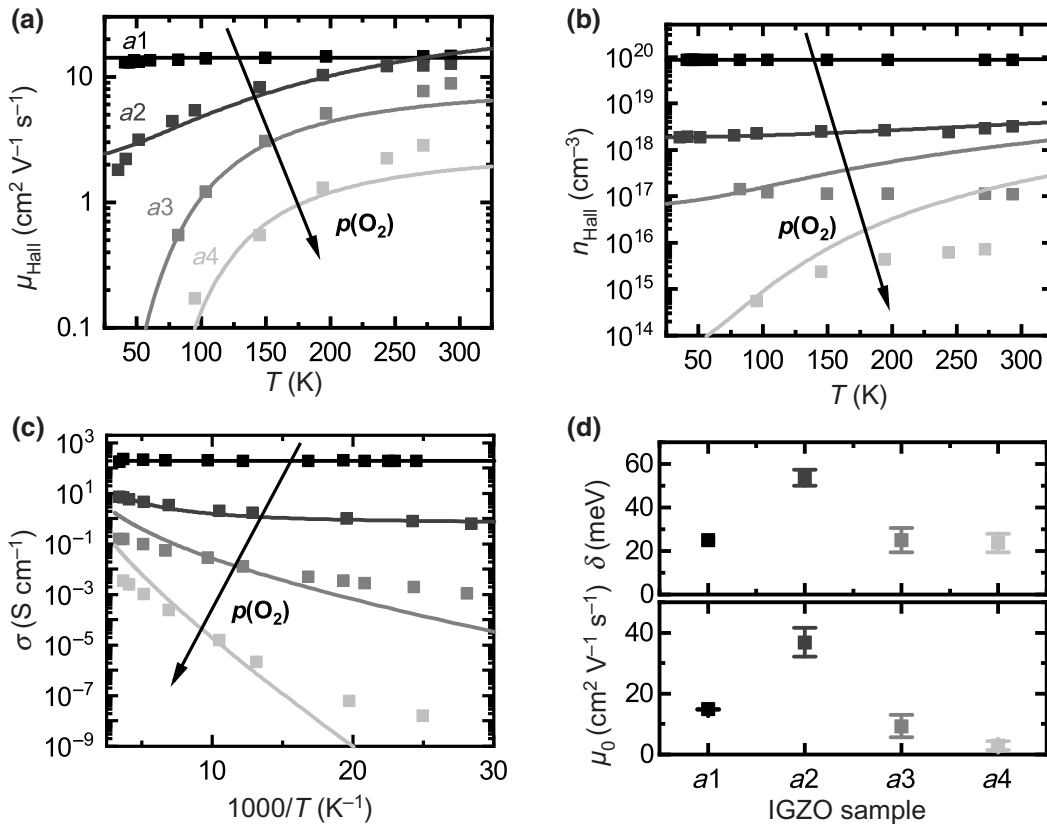 (a)
a1
a2
a3
a4
p(O₂)
10
1
0.1
μHall (cm² V⁻¹ s⁻¹)
50 100 150 200 250 300
T (K)
(b)
10²⁰
10¹⁹
10¹⁸
10¹⁷
10¹⁶
10¹⁵
10¹⁴
nHall (cm⁻³)
p(O₂)
50 100 150 200 250 300
T (K)
(c)
10³
10¹
10⁻¹
10⁻³
10⁻⁵
10⁻⁷
10⁻⁹
σ (S cm⁻¹)
p(O₂)
10 20 30
1000/T (K⁻¹)
(d)
60
40
20
0
δ (meV)
40
20
0
μ₀ (cm² V⁻¹ s⁻¹)
a1 a2 a3 a4
IGZO sample